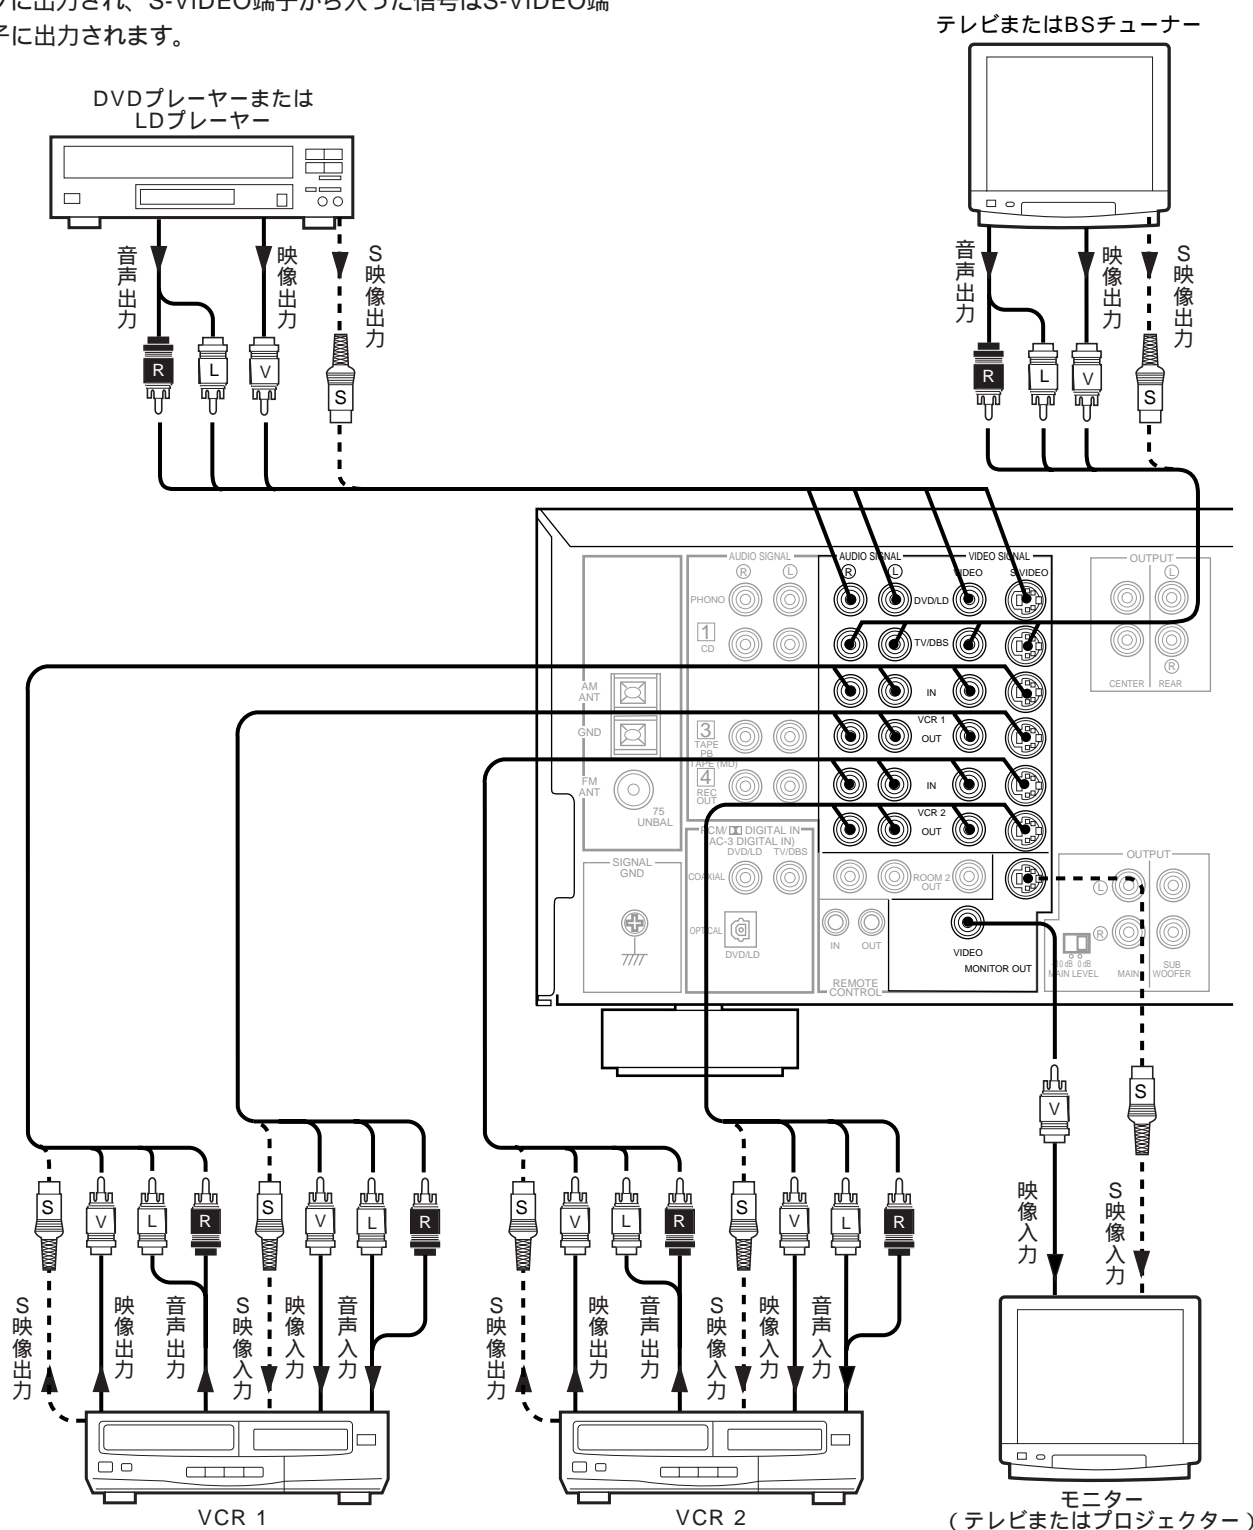 クに出力され、S-VIDEO端子から入った信号はS-VIDEO端
子に出力されます。
テレビまたはBSチューナー
DVDプレーヤーまたは
LDプレーヤー
音声出力
映像出力
S映像出力
音声出力
映像出力
S映像出力
R
L
V
S
R
L
V
S
AUDIO SIGNAL
AUDIO SIGNAL
VIDEO SIGNAL
OUTPUT
R
L
R
L
VIDEO
S-VIDEO
L
PHONO
DVD/LD
1
CD
TV/DBS
R
CENTER
REAR
AM
ANT
IN
GND
3
TAPE
PB
VCR 1
OUT
TAPE (MD)
4
REC
OUT
FM
ANT
IN
75
UNBAL
VCR 2
OUT
PCM/ DIGITAL IN
(AC-3 DIGITAL IN)
DVD/LD
TV/DBS
SIGNAL
GND
COAXIAL
ROOM 2
OUT
OUTPUT
L
OPTICAL
DVD/LD
IN
OUT
VIDEO
MONITOR OUT
R
0 dB
MAIN LEVEL
MAIN
SUB
WOOFER
REMOTE
CONTROL
V
S
S
V
L
R
S
V
L
R
S
V
L
R
S
V
L
R
映像入力
S映像入力
S映像出力
映像出力
音声出力
S映像入力
映像入力
音声入力
S映像出力
映像出力
音声出力
S映像入力
映像入力
音声入力
VCR 1
VCR 2
モニター
(テレビまたはプロジェクター)